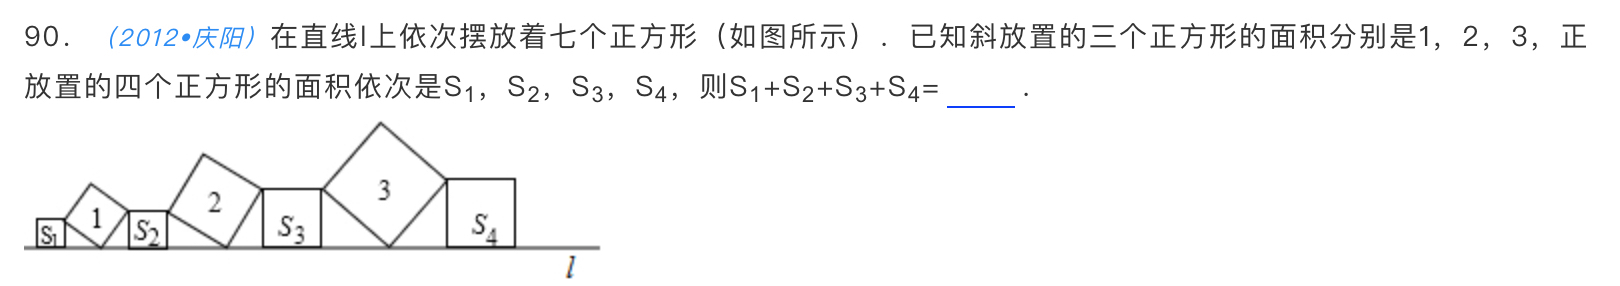 90．（2012•庆阳）在直线l上依次摆放着七个正方形（如图所示）．已知斜放置的三个正方形的面积分别是1，2，3，正
放置的四个正方形的面积依次是S₁，S₂，S₃，S₄，则S₁+S₂+S₃+S₄=____．
S₁ 1 S₂ 2 S₃ 3 S₄
l